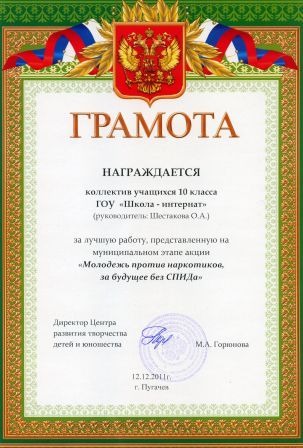 ГРАМОТА
НАГРАЖДАЕТСЯ
коллектив учащихся 10 класса
ГОУ «Школа - интернат»
(руководитель: Шестакова О.А.)
за лучшую работу, представленную на
муниципальном этапе акции
«Молодежь против наркотиков,
за будущее без СПИДа»
Директор Центра
развития творчества
детей и юношества
М.А. Горюнова
12.12.2011г.
г. Пугачев